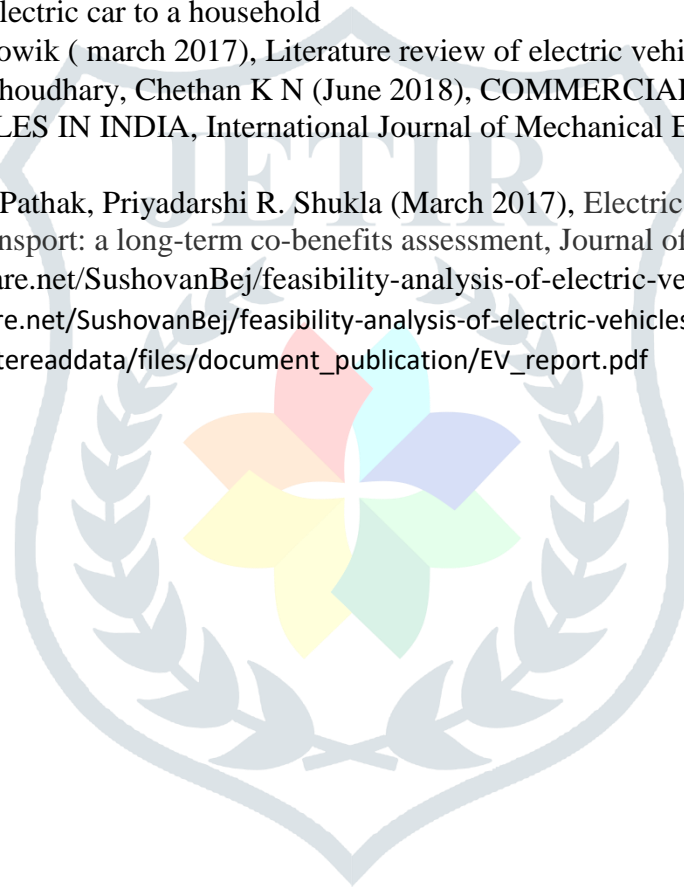 lectric car to a household
owik ( march 2017), Literature review of electric vehi
houdhary, Chethan K N (June 2018), COMMERCIAL
LES IN INDIA, International Journal of Mechanical E
JETIR
Pathak, Priyadarshi R. Shukla (March 2017), Electric
nsport: a long-term co-benefits assessment, Journal of
are.net/SushovanBej/feasibility-analysis-of-electric-ve
re.net/SushovanBej/feasibility-analysis-of-electric-vehicles
tereaddata/files/document_publication/EV_report.pdf